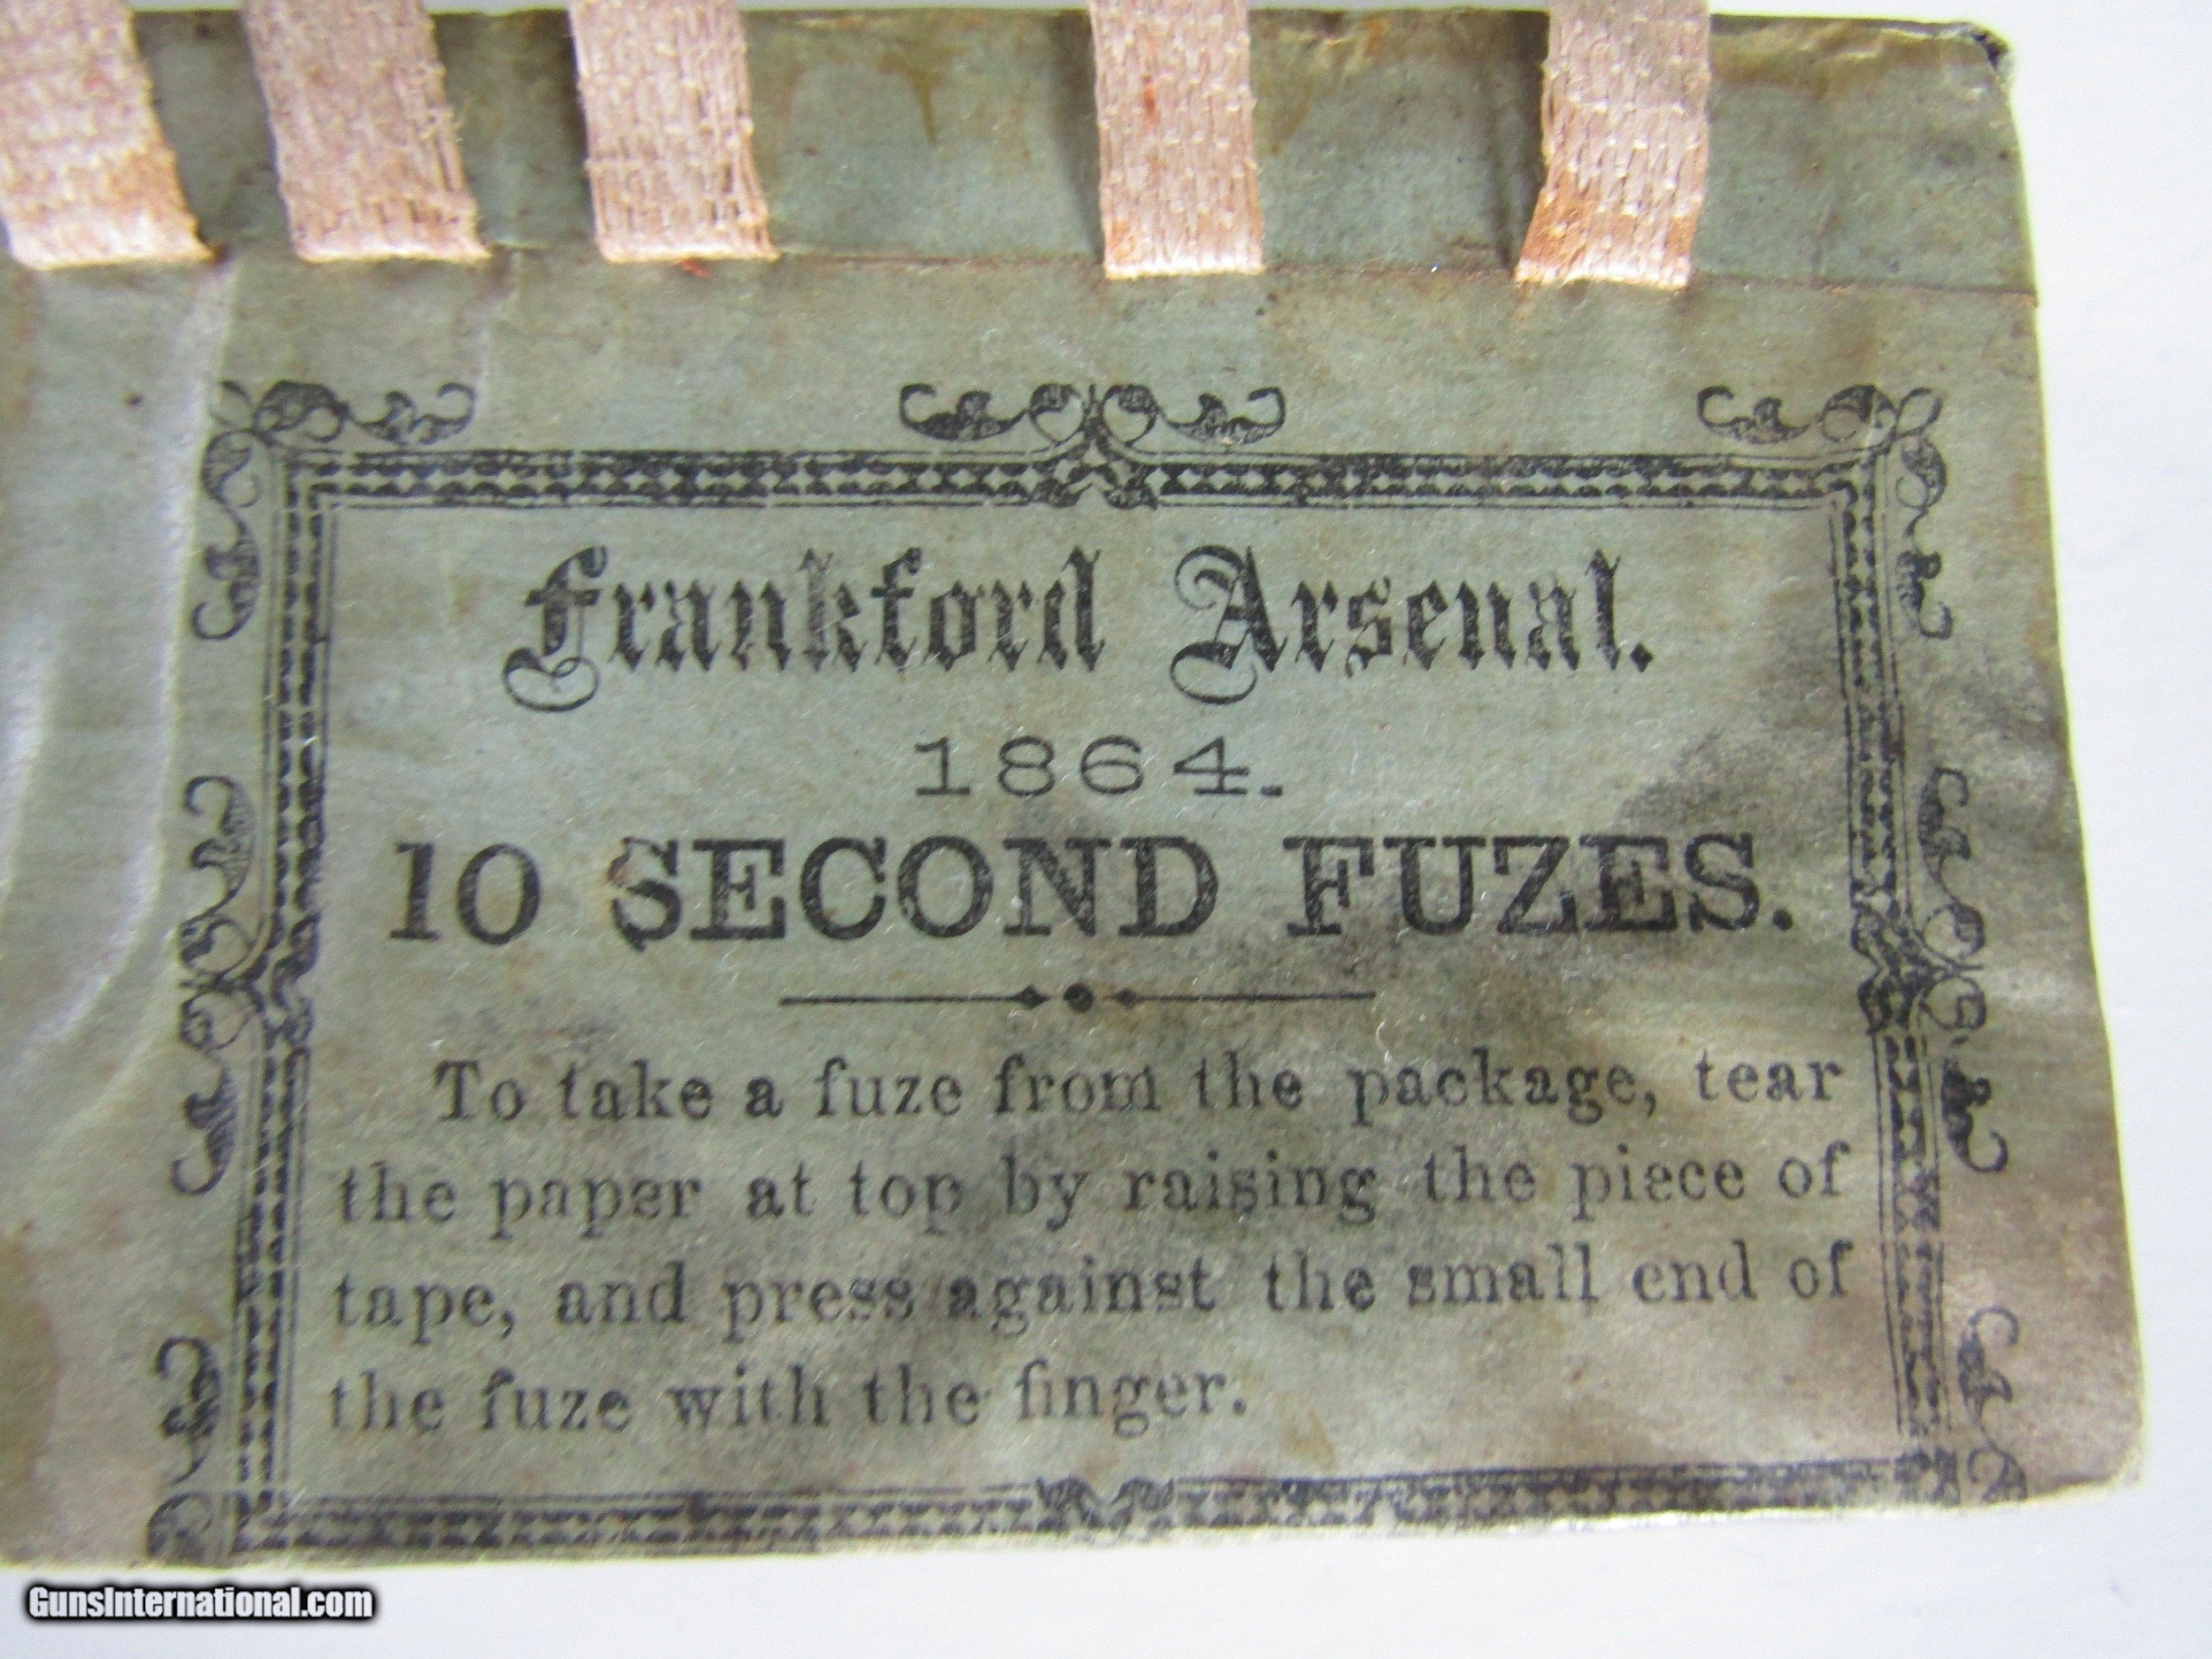 Frankford Arsenal.
1864.
10 SECOND FUZES.
To take a fuze from the package, tear
the paper at top by raising the piece of
tape, and press against the small end of
the fuze with the finger.
GunsInternational.com